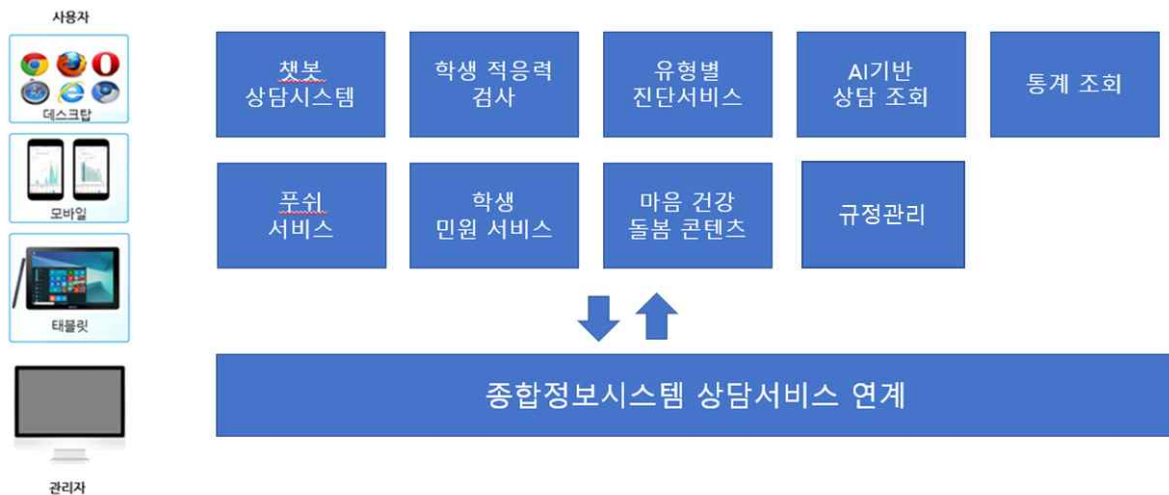 사용자
데스크탑
모바일
태블릿
관리자
챗봇
상담시스템
학생 적응력
검사
유형별
진단서비스
AI기반
상담 조회
통계 조회
푸쉬
서비스
학생
민원 서비스
마음 건강
돌봄 콘텐츠
규정관리
종합정보시스템 상담서비스 연계